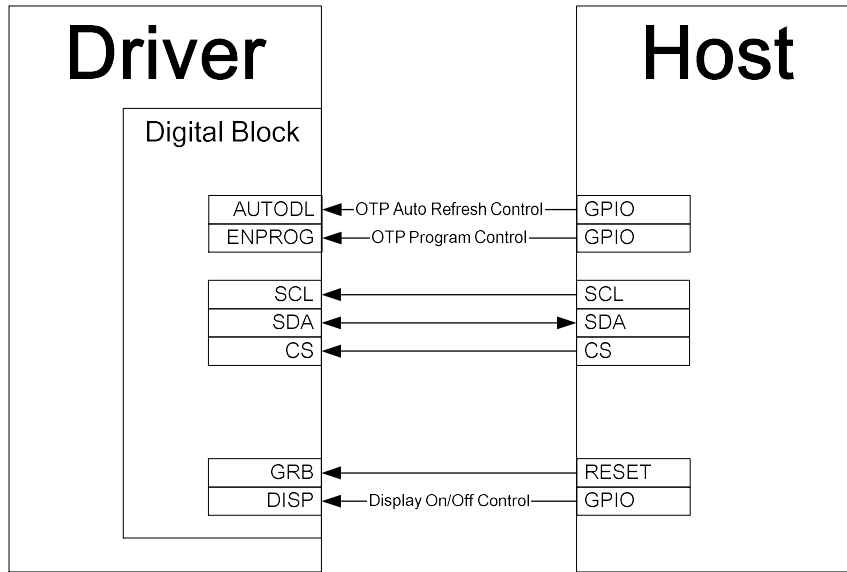 Driver Host
Digital Block
AUTODL OTP Auto Refresh Control GPIO
ENPROG OTP Program Control GPIO
SCL SCL
SDA SDA
CS CS
GRB RESET
DISP Display On/Off Control GPIO